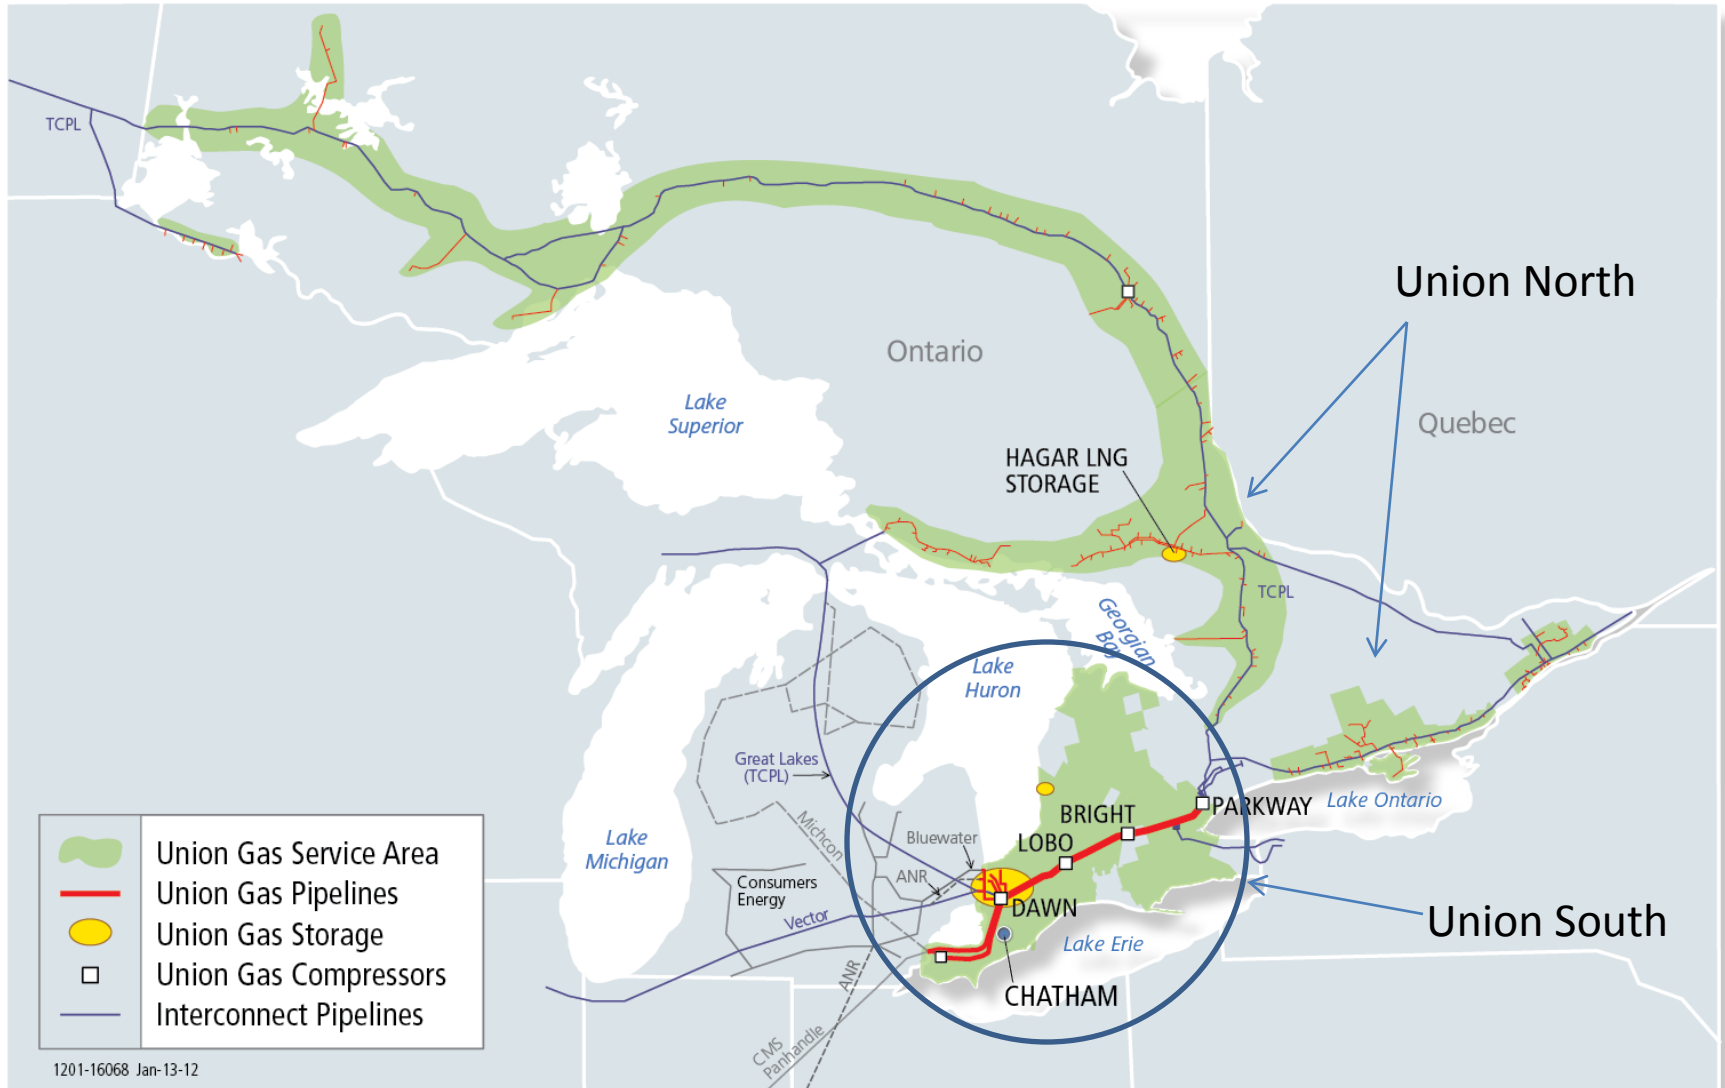 TCPL
Union North
Ontario
Quebec
Lake
Superior
HAGAR LNG
STORAGE
TCPL
Georgian
Bay
Lake
Huron
Great Lakes
(TCPL)
PARKWAY
Lake Ontario
BRIGHT
LOBO
Michcon
Bluewater
Lake
Michigan
ANR
Consumers
Energy
Vector
DAWN
Union South
Lake Erie
ANR
CHATHAM
CMS
Panhandle
Union Gas Service Area
Union Gas Pipelines
Union Gas Storage
Union Gas Compressors
Interconnect Pipelines
1201-16068 Jan-13-12